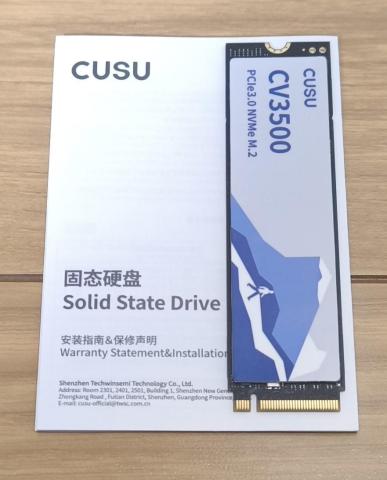 CUSU
固态硬盘
Solid State Drive
安装指南&保修声明
Warranty Statement&Installation
Shenzhen Techwinsemi Technology Co., Ltd.
Address: Room 2301, 2401, 2501, Building 1, Shenzhen New
Zhengkang Road , Futian District, Shenzhen, Guangdong Province
E-mail: cusu-official@twsc.com.cn
CUSU
CV3500
PCIe3.0 NVMe M.2